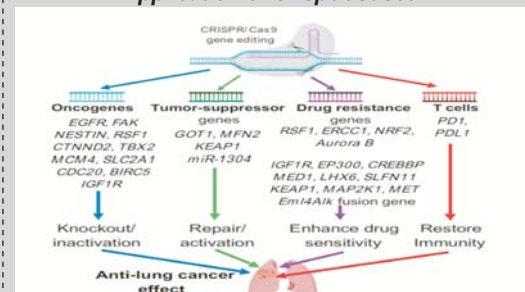 CRISPR/Cas9
gene editing
Oncogenes
EGFR, FAK
NESTIN, RSF1
CTNND2, TBX2
MCM4, SLC2A1
CDC20, BIRC5
IGF1R
Knockout/
inactivation
Tumor-suppressor
genes
GOT1, MFN2
KEAP1
miR-1304
Repair/
activation
Drug resistance
genes
RSF1, ERCC1, NRF2,
Aurora B
IGF1R, EP300, CREBBP
MED1, LHX6, SLFN11
KEAP1, MAP2K1, MET
Eml4Alk fusion gene
Enhance drug
sensitivity
T cells
PD1,
PDL1
Restore
Immunity
Anti-lung cancer
effect